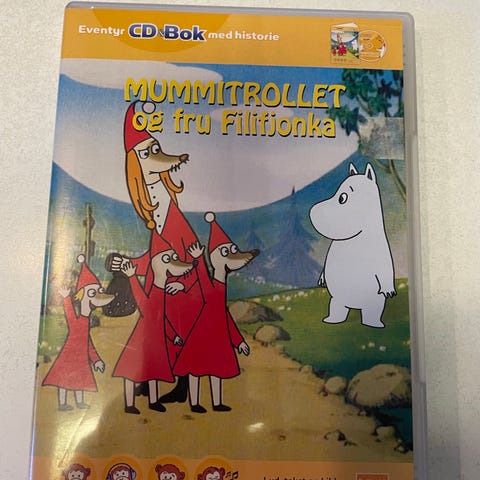 Eventyr CD & Bok med historie
MUMMITROLLET
og fru Filifjonka